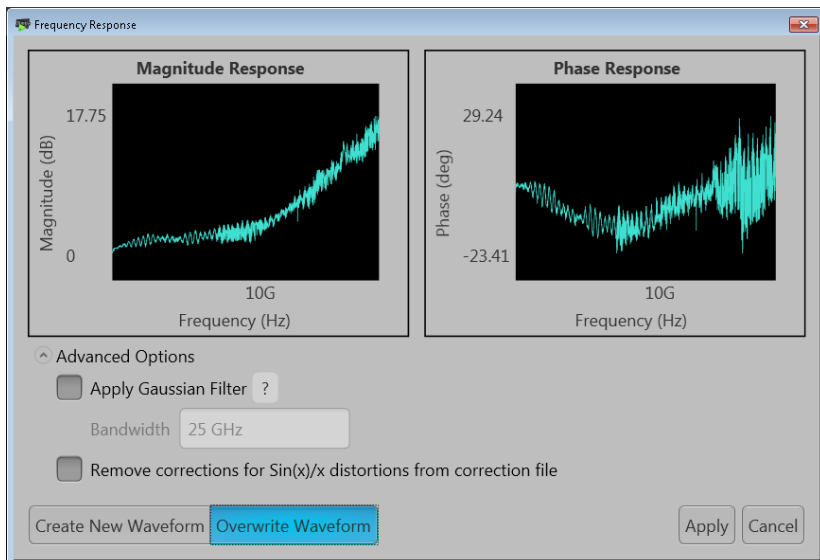 Frequency Response
Magnitude Response
17.75
Magnitude (dB)
0
10G
Frequency (Hz)
Phase Response
29.24
Phase (deg)
-23.41
10G
Frequency (Hz)
Advanced Options
Apply Gaussian Filter ?
Bandwidth 25 GHz
Remove corrections for Sin(x)/x distortions from correction file
Create New Waveform Overwrite Waveform Apply Cancel